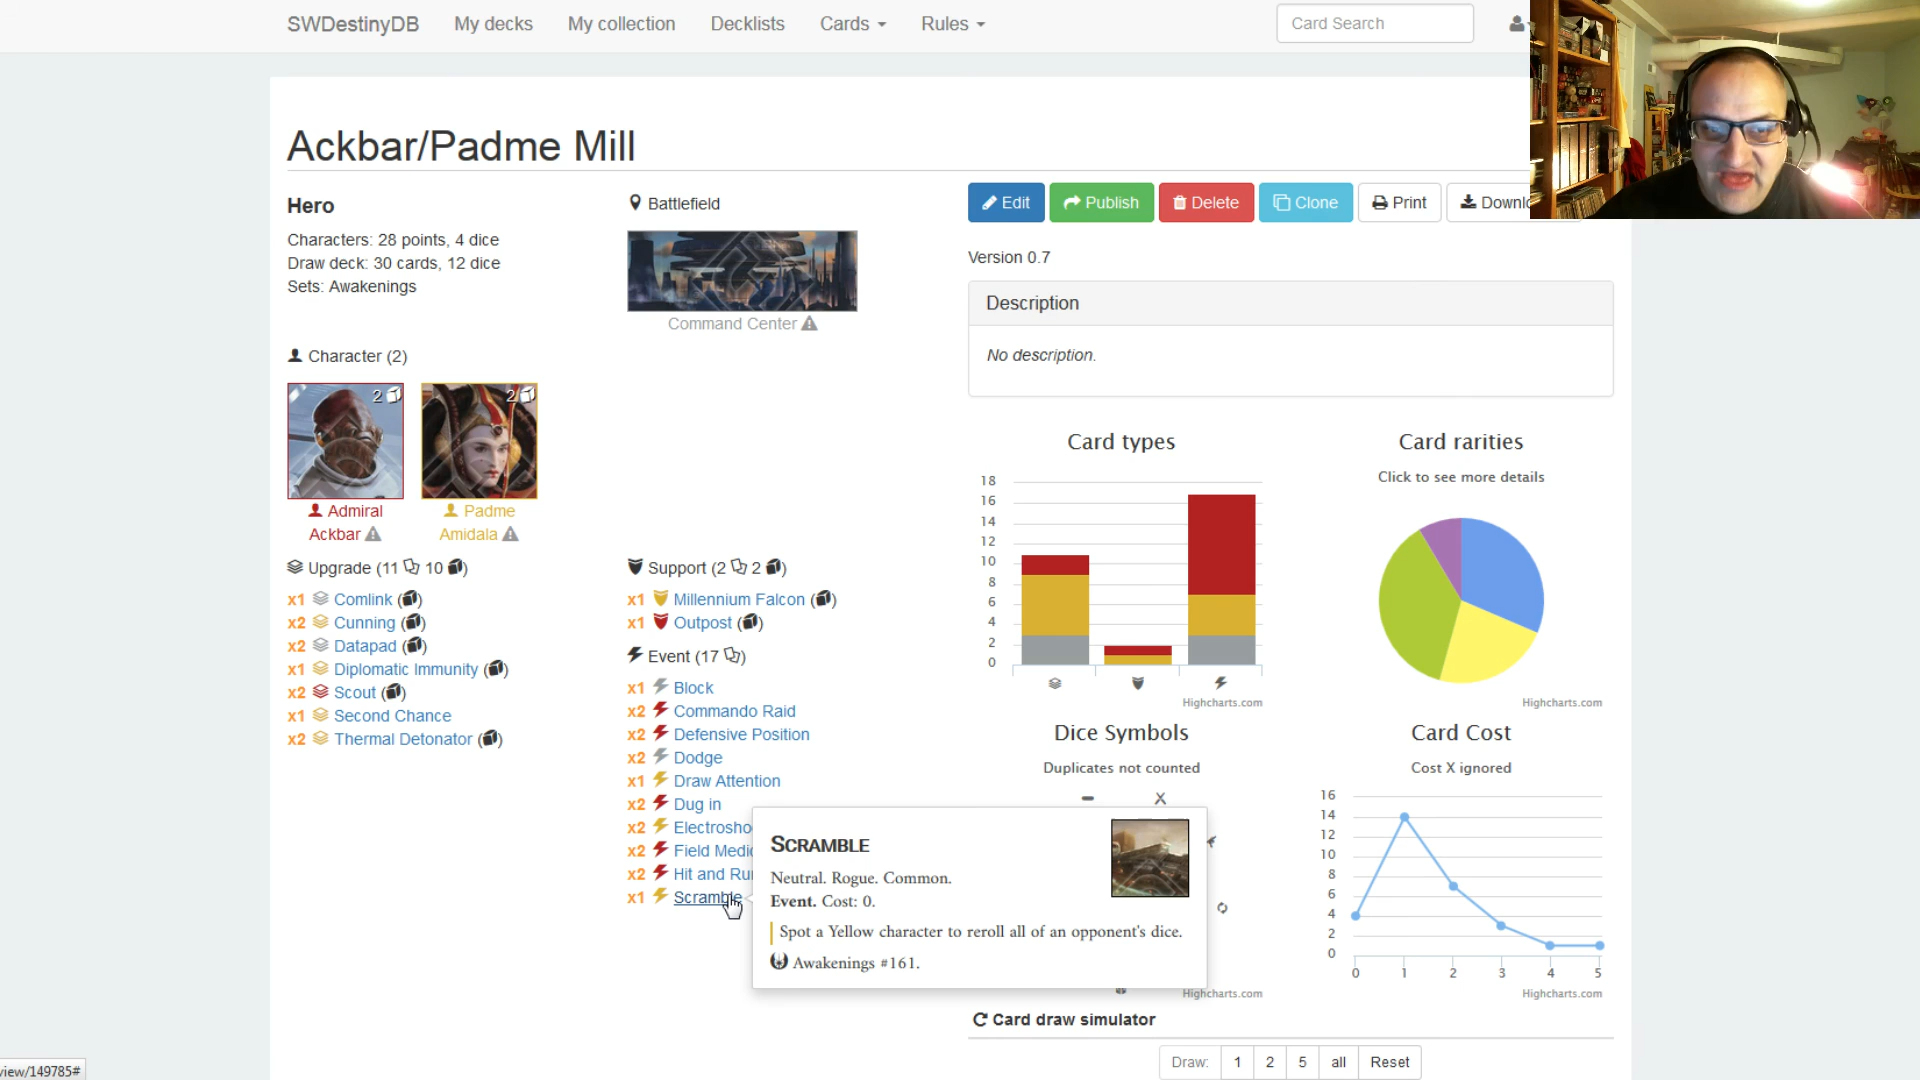 SWDestinyDB My decks My collection Decklists Cards Rules Card Search
Ackbar/Padme Mill
Hero
Characters: 28 points, 4 dice
Draw deck: 30 cards, 12 dice
Sets: Awakenings
Battlefield
Command Center
Edit Publish Delete Clone Print Downlo
Version 0.7
Description
No description.
Character (2)
2 2
Admiral
Ackbar
Padme
Amidala
Upgrade (11 10 )
x1 Comlink ( )
x2 Cunning ( )
x2 Datapad ( )
x1 Diplomatic Immunity ( )
x2 Scout ( )
x1 Second Chance
x2 Thermal Detonator ( )
Support (2 2 )
x1 Millennium Falcon ( )
x1 Outpost ( )
Event (17 )
x1 Block
x2 Commando Raid
x2 Defensive Position
x2 Dodge
x1 Draw Attention
x2 Dug in
x2 Electrosho
x2 Field Medic
x2 Hit and Ru
x1 Scramble
SCRAMBLE
Neutral. Rogue. Common.
Event. Cost: 0.
Spot a Yellow character to reroll all of an opponent's dice.
Awakenings #161.
Card types
18
16
14
12
10
8
6
4
2
0
Highcharts.com
Card rarities
Click to see more details
Highcharts.com
Dice Symbols
Duplicates not counted
Highcharts.com
Card Cost
Cost X ignored
16
14
12
10
8
6
4
2
0
0 1 2 3 4 5
Highcharts.com
Card draw simulator
Draw: 1 2 5 all Reset
view/149785#